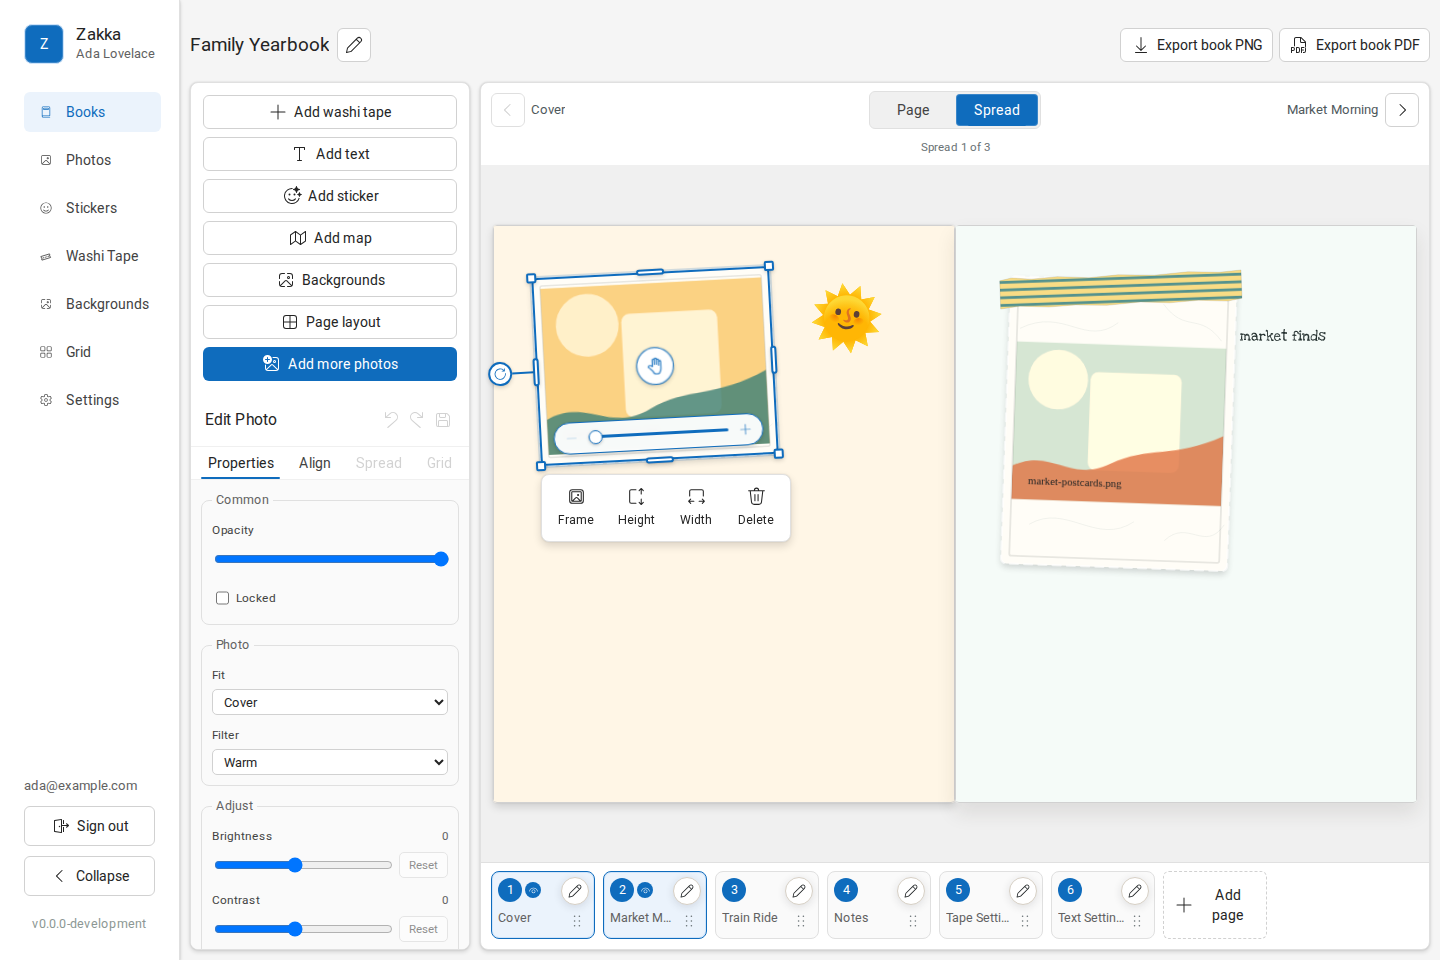 Z
Zakka
Ada Lovelace
Books
Photos
Stickers
Washi Tape
Backgrounds
Grid
Settings
ada@example.com
Sign out
Collapse
v0.0.0-development
Family Yearbook
Export book PNG
PDF
Export book PDF
Add washi tape
Add text
Add sticker
Add map
Backgrounds
Page layout
Add more photos
Edit Photo
Properties
Align
Spread
Grid
Common
Opacity
Locked
Photo
Fit
Cover
Filter
Warm
Adjust
Brightness
0
Reset
Contrast
0
Reset
Cover
Page
Spread
Market Morning
Spread 1 of 3
Frame
Height
Width
Delete
market finds
market-postcards.png
1
Cover
2
Market M...
3
Train Ride
4
Notes
5
Tape Setti...
6
Text Settin...
Add
page